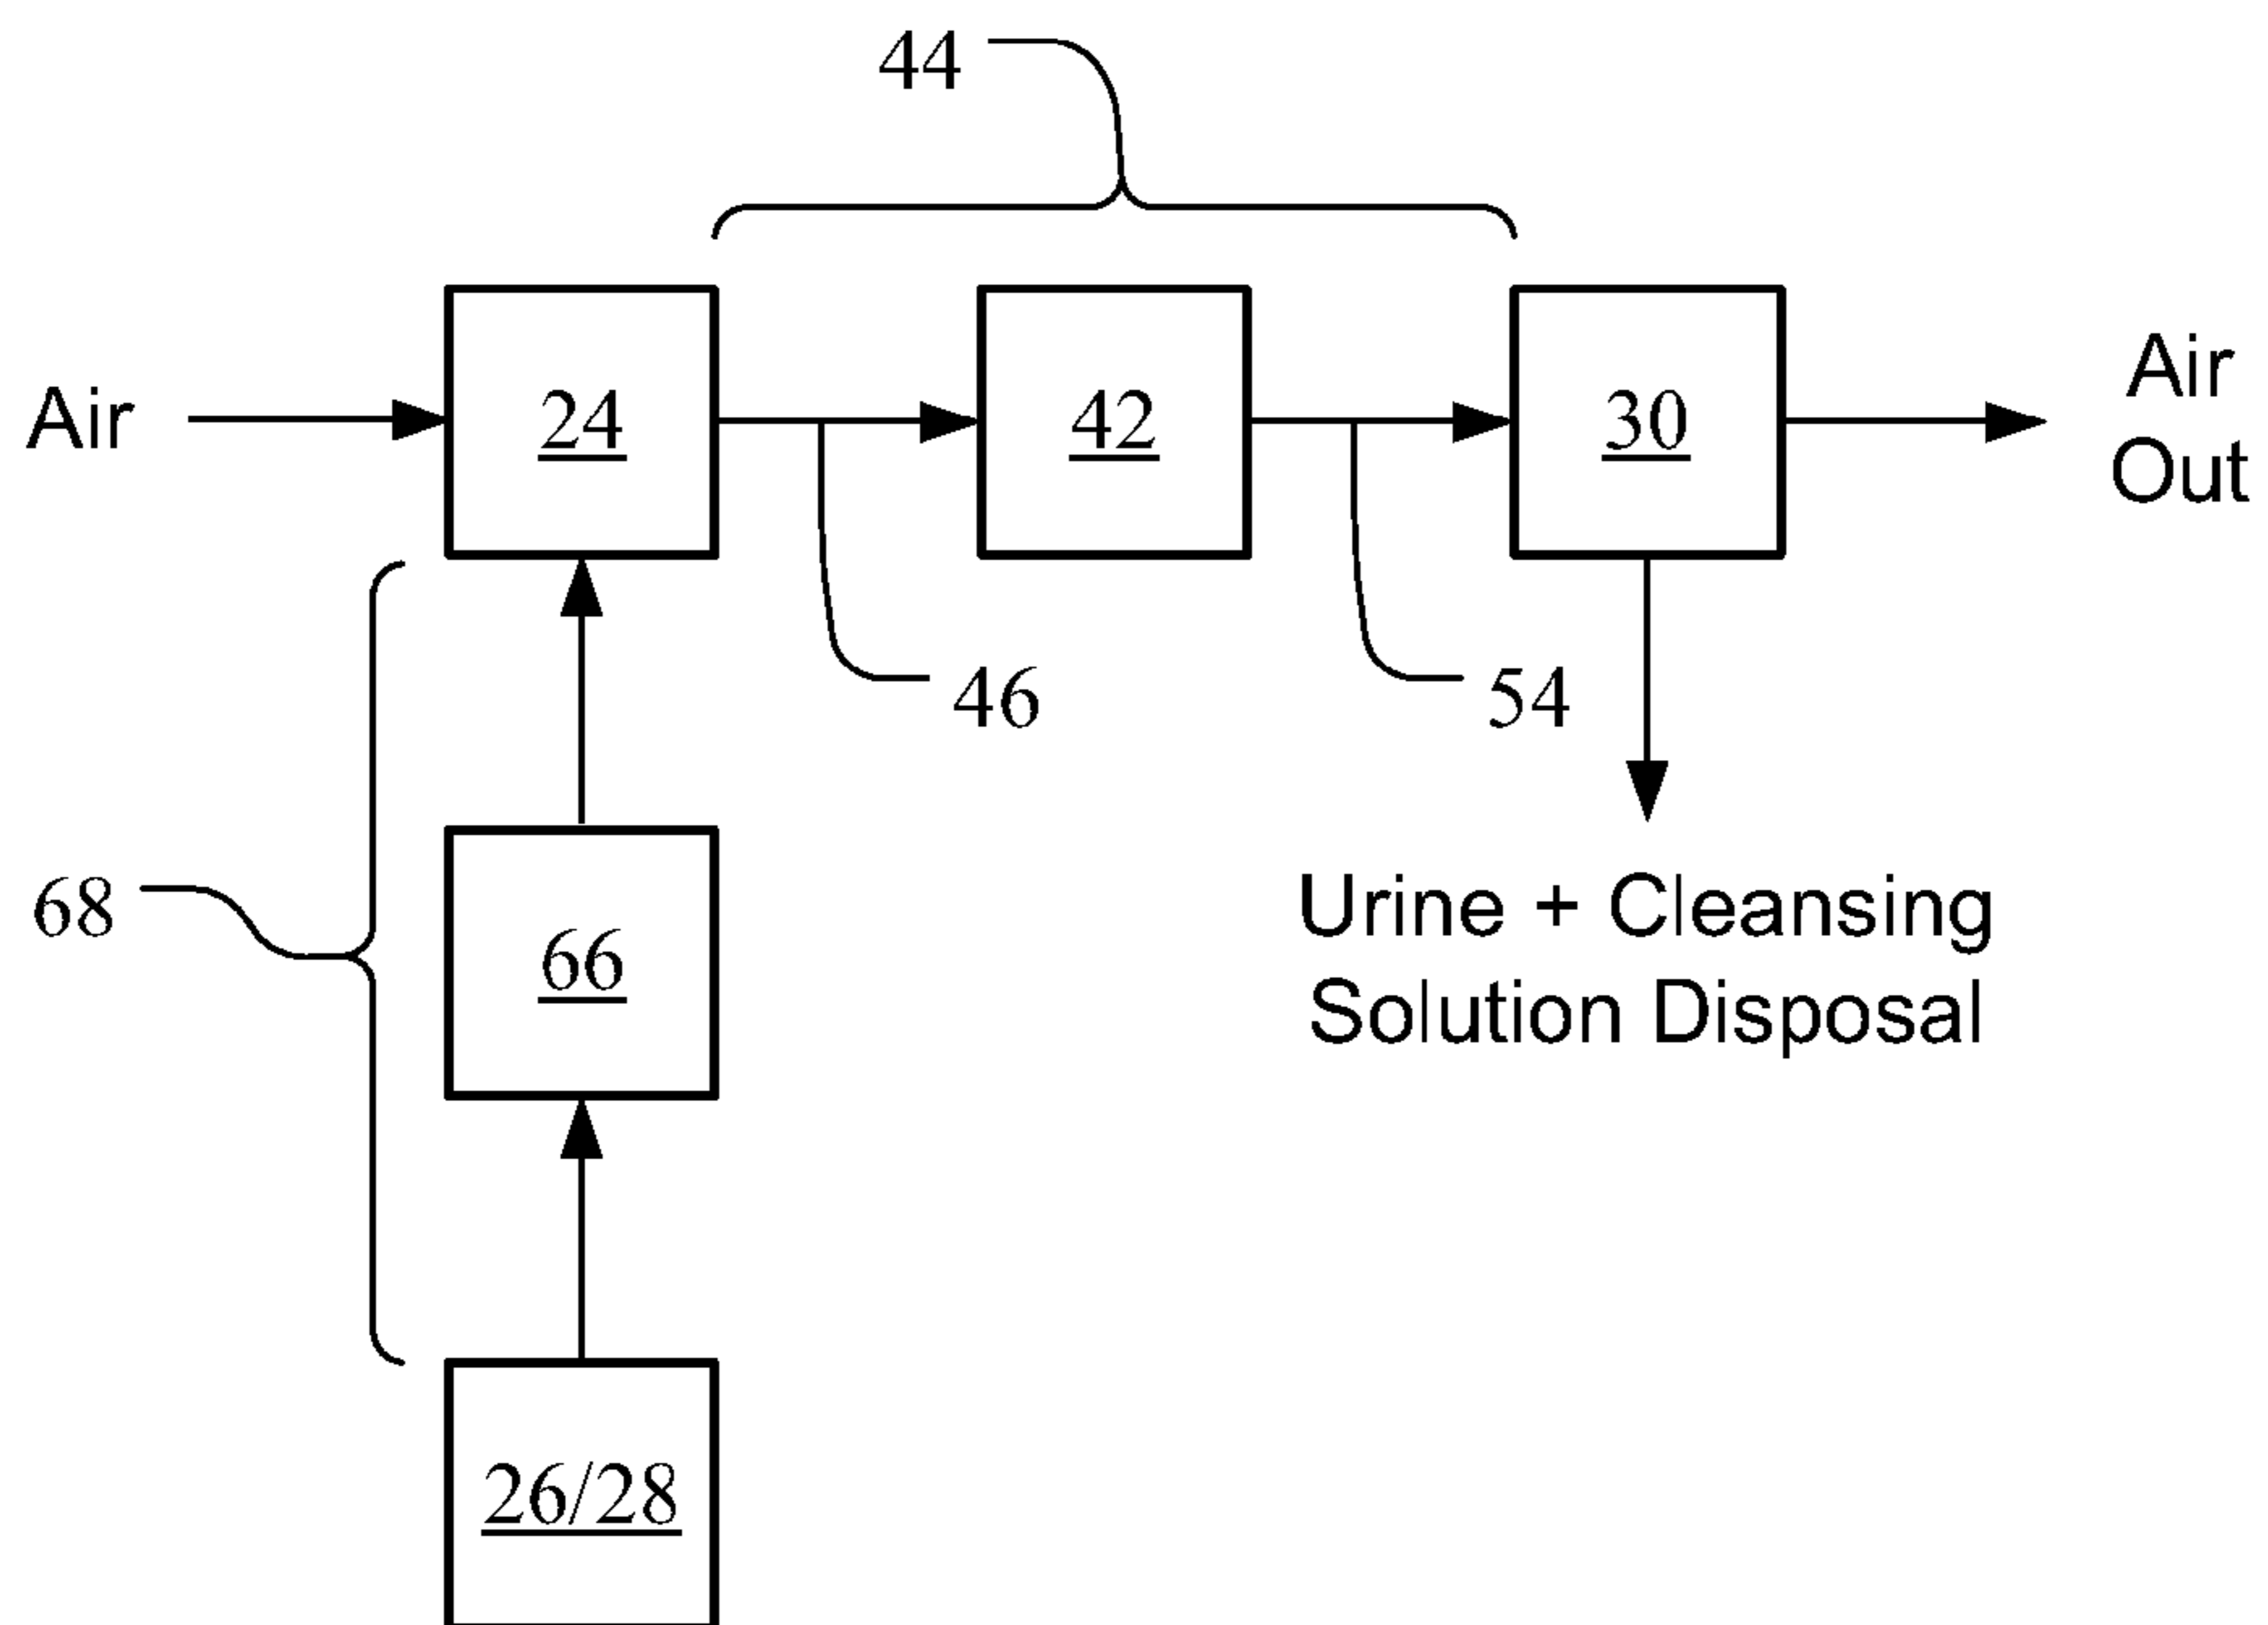 44
Air
24
42
30
Air
Out
46
54
68
66
Urine + Cleansing
Solution Disposal
26/28